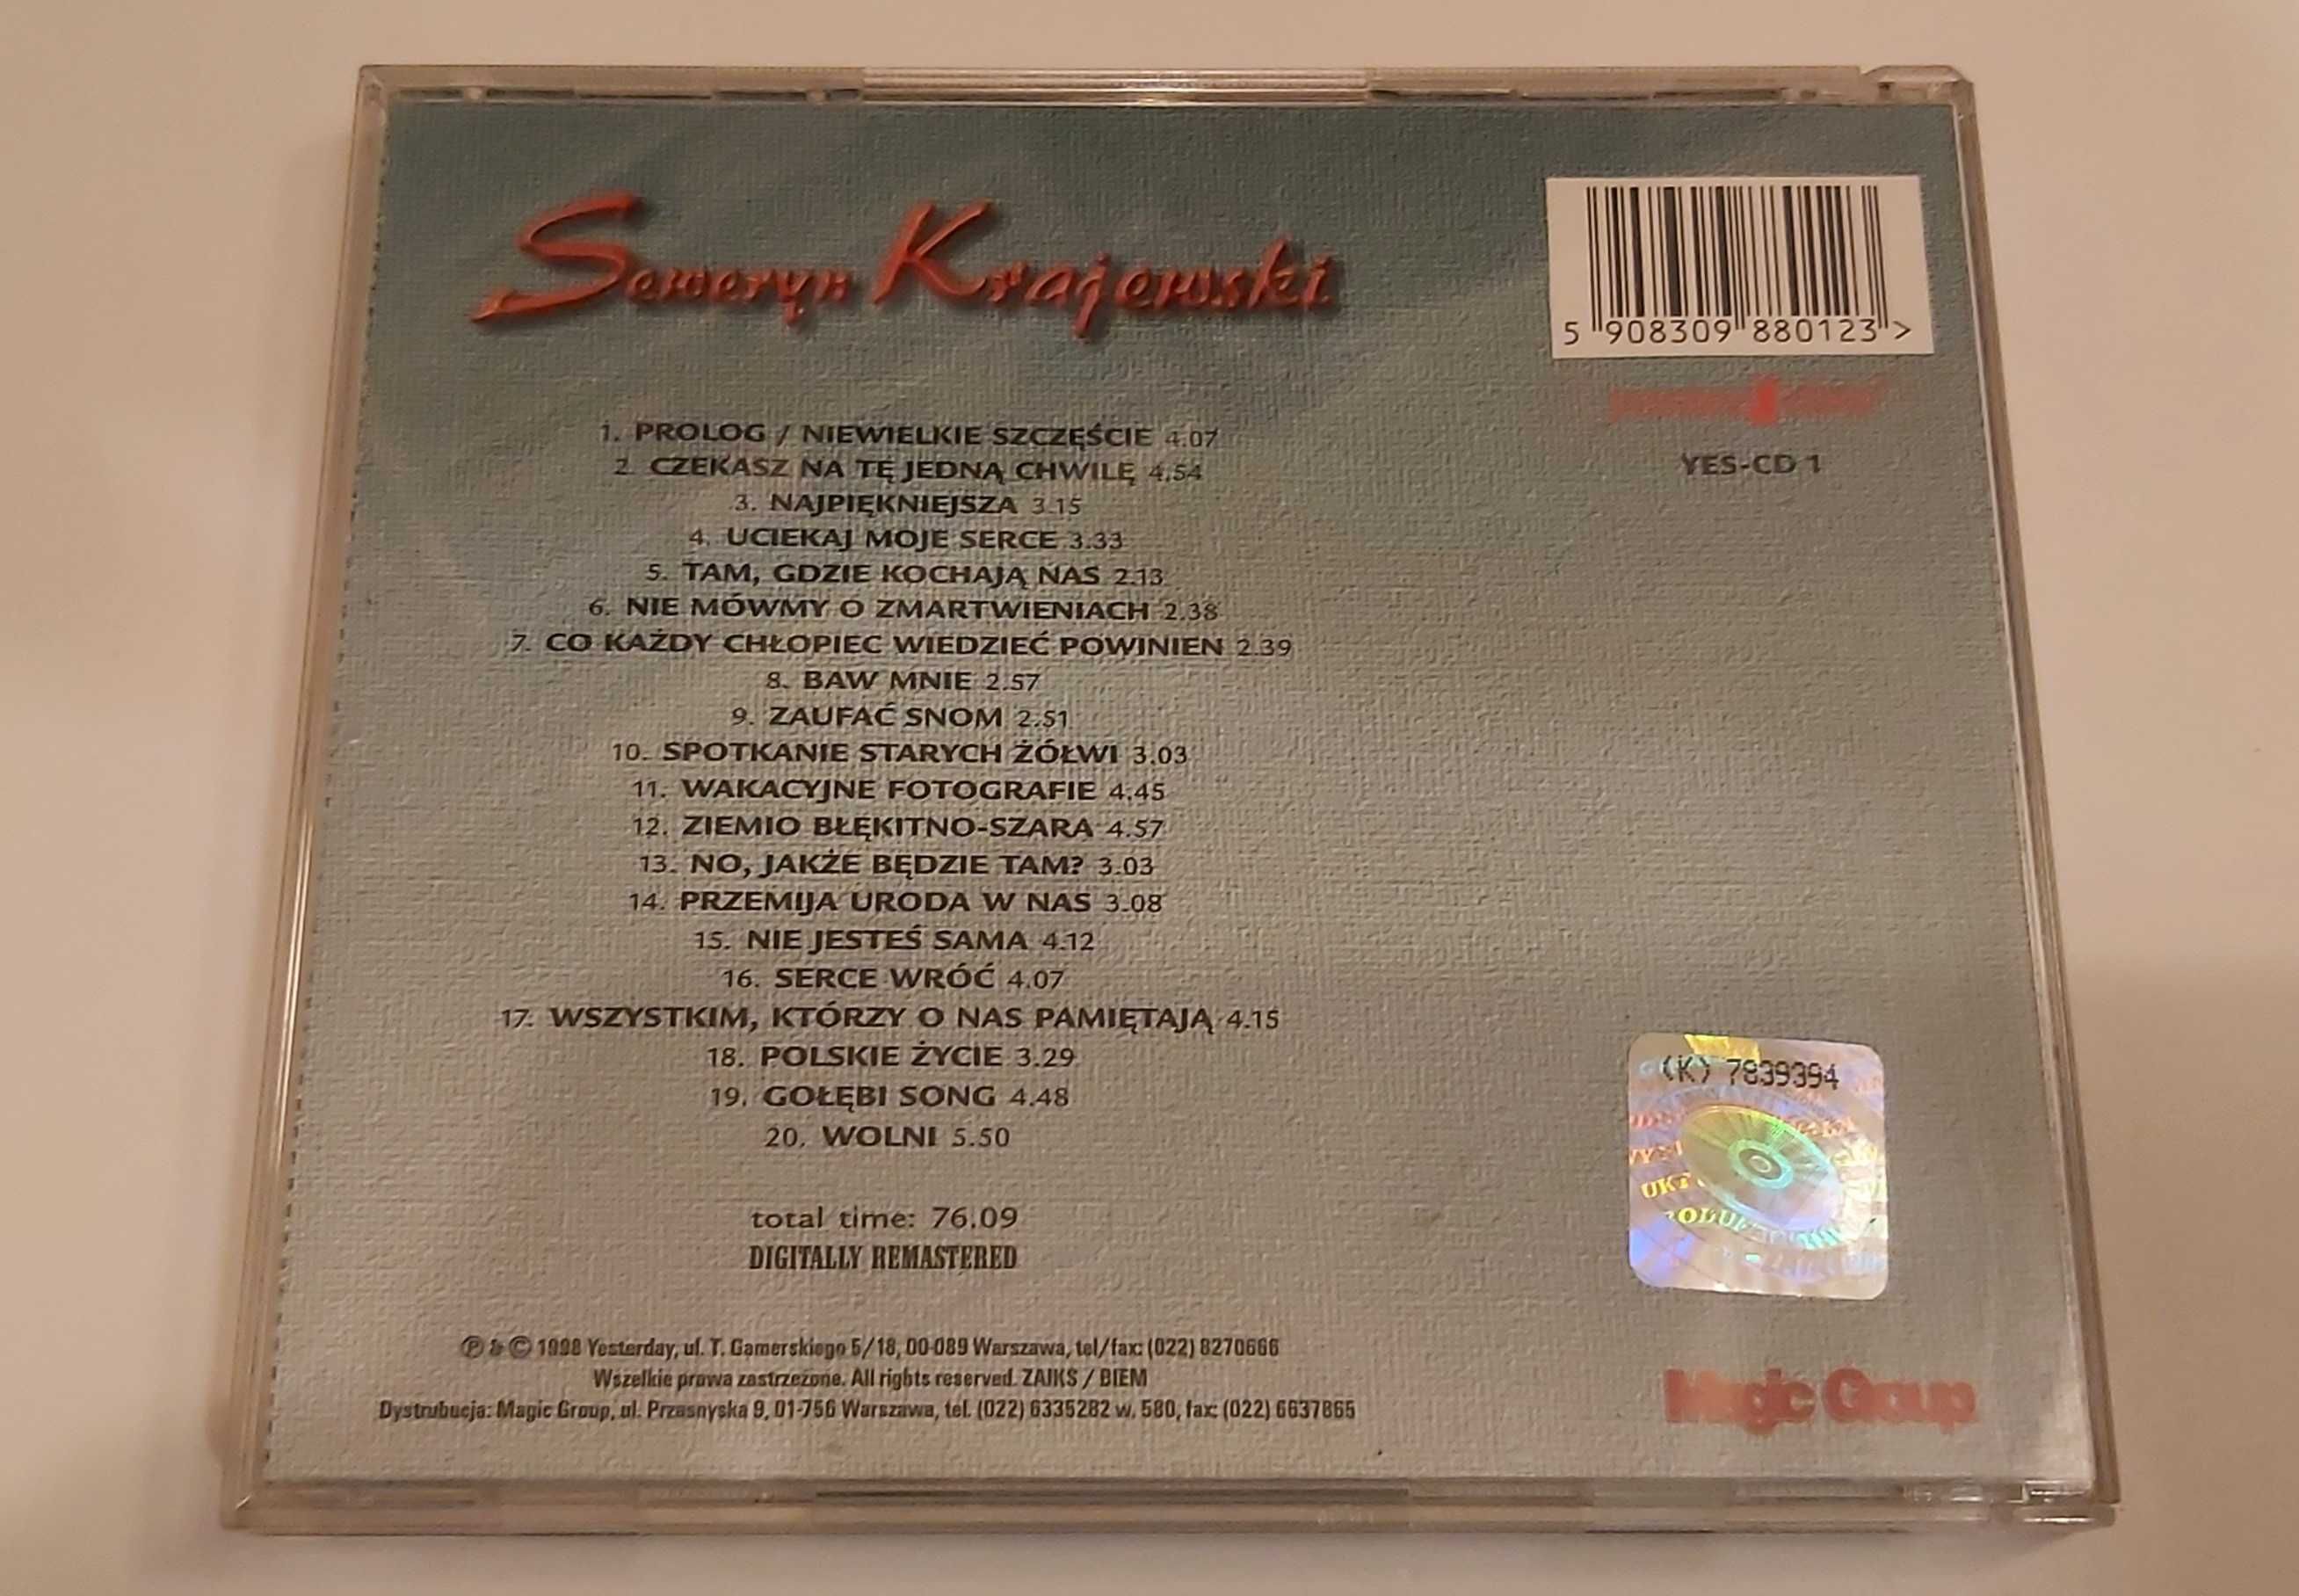 Seweryn Krajewski
5 908309 880123 >
YES-CD 1
1. PROLOG / NIEWIELKIE SZCZĘŚCIE 4.07
2. CZEKASZ NA TĘ JEDNĄ CHWILĘ 4.54
3. NAJPIĘKNIEJSZA 3.15
4. UCIEKAJ MOJE SERCE 3.33
5. TAM, GDZIE KOCHAJĄ NAS 2.13
6. NIE MÓWMY O ZMARTWIENIACH 2.38
7. CO KAŻDY CHŁOPIEC WIEDZIEĆ POWINIEN 2.39
8. BAW MNIE 2.57
9. ZAUFAĆ SNOM 2.51
10. SPOTKANIE STARYCH ŻÓŁWI 3.03
11. WAKACYJNE FOTOGRAFIE 4.45
12. ZIEMIO BŁĘKITNO-SZARA 4.57
13. NO, JAKŻE BĘDZIE TAM? 3.03
14. PRZEMIJA URODA W NAS 3.08
15. NIE JESTEŚ SAMA 4.12
16. SERCE WRÓĆ 4.07
17. WSZYSTKIM, KTÓRZY O NAS PAMIĘTAJĄ 4.15
18. POLSKIE ŻYCIE 3.29
19. GOŁĘBI SONG 4.48
20. WOLNI 5.50
(K) 7839394
total time: 76.09
DIGITALLY REMASTERED
℗ & © 1998 Yesterday, ul. T. Gamerskiego 5/18, 00-089 Warszawa, tel/fax: (022) 8270666
Wszelkie prawa zastrzeżone. All rights reserved. ZAIKS / BIEM
Dystrubucja: Magic Group, ul. Przasnyska 9, 01-756 Warszawa, tel. (022) 6335282 w. 580, fax: (022) 6637865
Magic Group